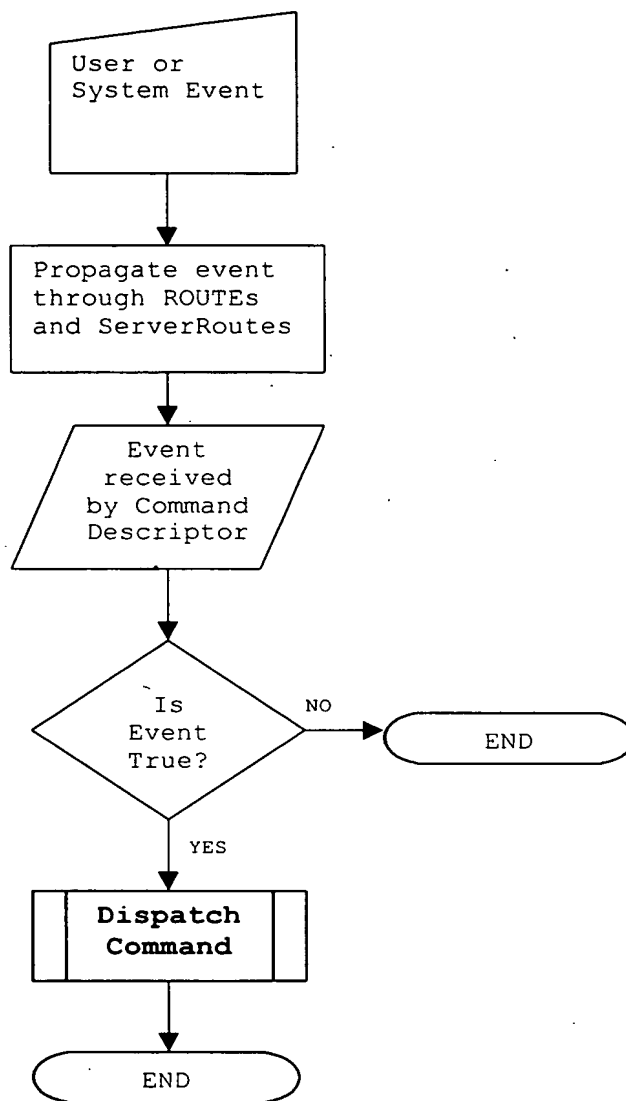 User or
System Event
Propagate event
through ROUTEs
and ServerRoutes
Event
received
by Command
Descriptor
Is
Event
True?
NO
END
YES
Dispatch
Command
END